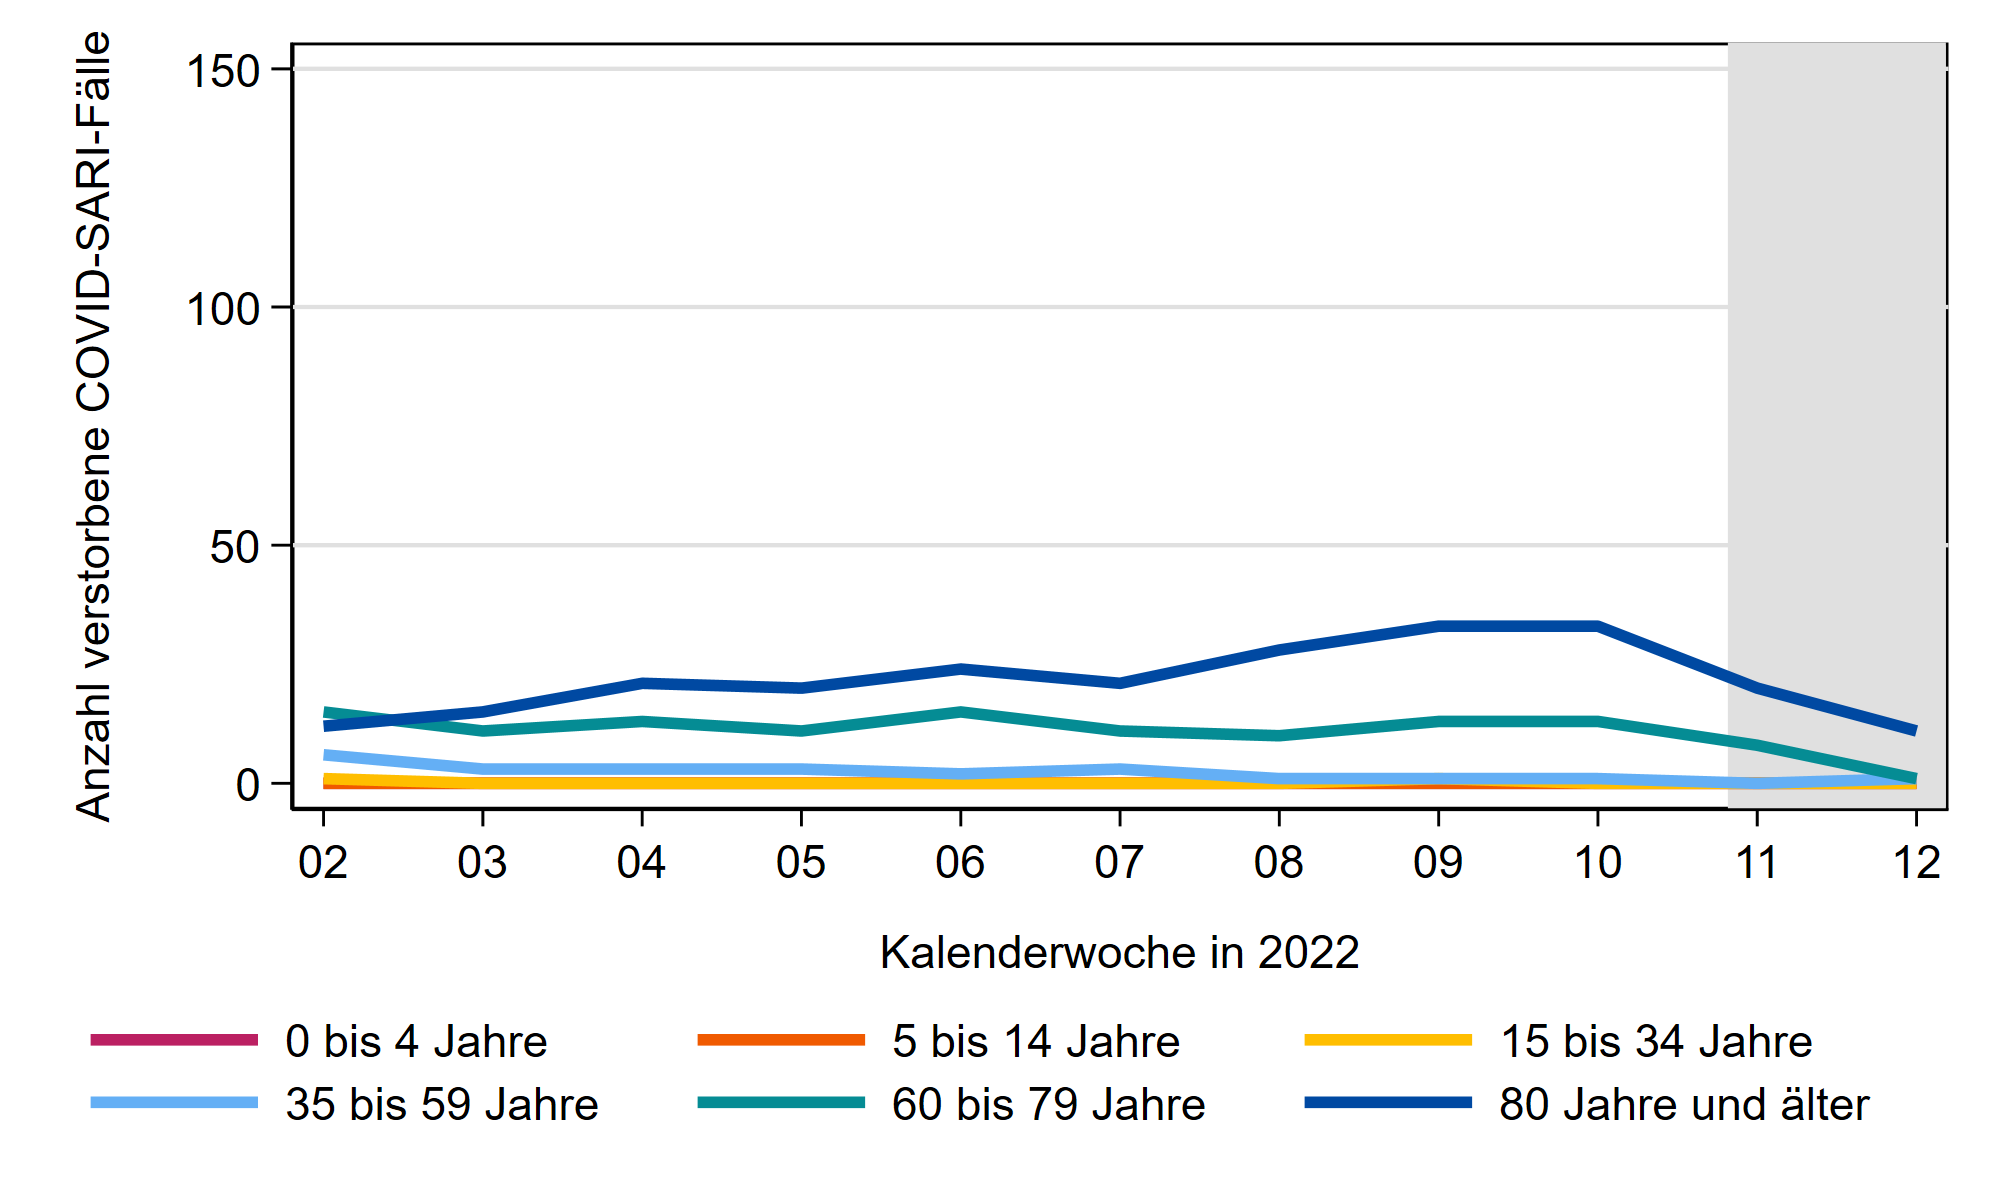 Anzahl verstorbene COVID-SARI-Fälle
150
100
50
0
02 03 04 05 06 07 08 09 10 11 12
Kalenderwoche in 2022
0 bis 4 Jahre 5 bis 14 Jahre 15 bis 34 Jahre
35 bis 59 Jahre 60 bis 79 Jahre 80 Jahre und älter